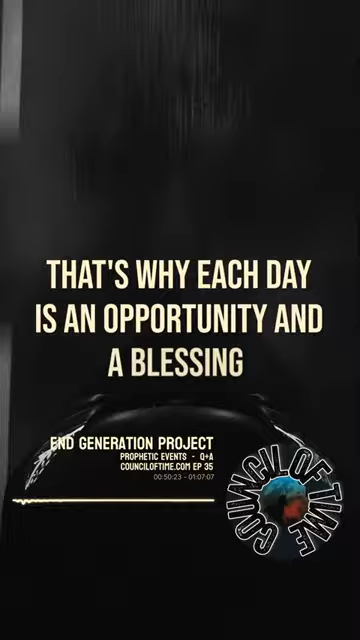 THAT'S WHY EACH DAY
IS AN OPPORTUNITY AND
A BLESSING
END GENERATION PROJECT
PROPHETIC EVENTS - Q+A
COUNCILOFTIME.COM EP 35
00:50:23 - 01:07:07
COUNCIL OF TIME